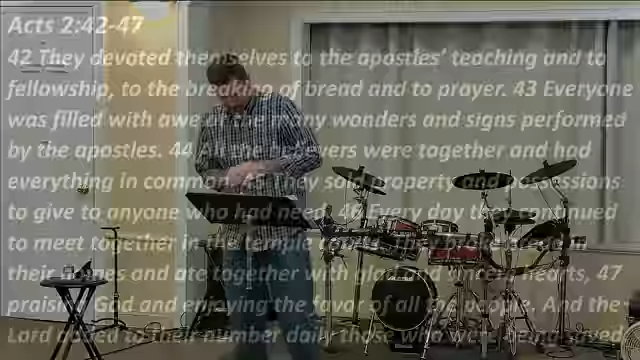 Acts 2:42-47
42 They devoted themselves to the apostles' teaching and to
fellowship, to the breaking of bread and to prayer. 43 Everyone
was filled with awe at the many wonders and signs performed
by the apostles. 44 All the believers were together and had
everything in common. 45 They sold property and possessions
to give to anyone who had need. 46 Every day they continued
to meet together in the temple courts. They broke bread in
their homes and ate together with glad and sincere hearts, 47
praising God and enjoying the favor of all the people. And the
Lord added to their number daily those who were being saved